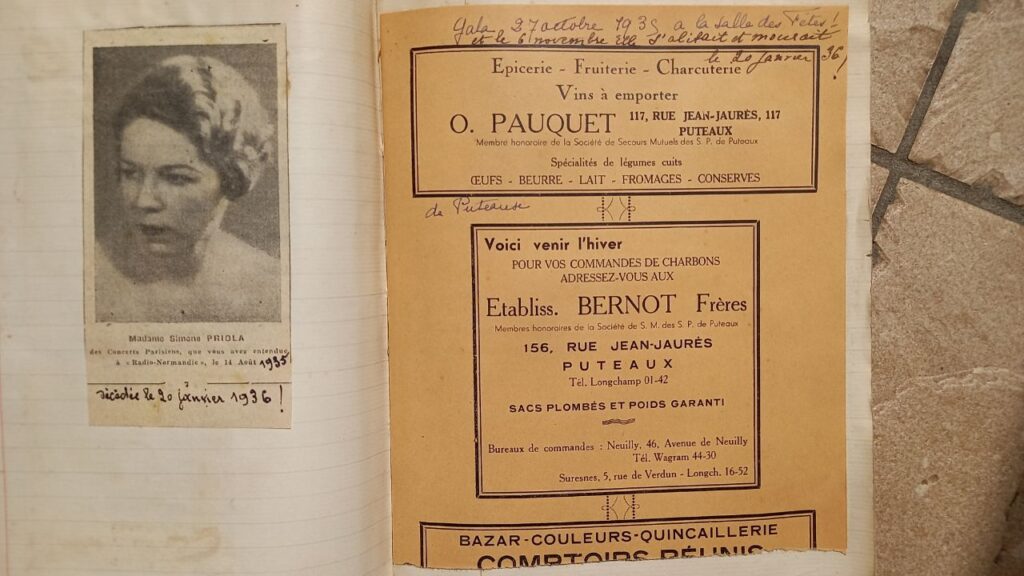 Madame Simone PRIOLA
des Concerts Parisiens, que vous avez entendue
à « Radio-Normandie », le 14 Août 1935
décédée le 20 janvier 1936 !
Gala 27 octobre 1935 a la salle des Fêtes !
et le 6 novembre Elle s'alitait et mourait
le 20 janvier 36 !
Epicerie - Fruiterie - Charcuterie
Vins à emporter
O. PAUQUET 117, RUE JEAN-JAURÈS, 117
PUTEAUX
Membre honoraire de la Société de Secours Mutuels des S. P. de Puteaux
Spécialités de légumes cuits
ŒUFS - BEURRE - LAIT - FROMAGES - CONSERVES
de Puteaux
Voici venir l'hiver
POUR VOS COMMANDES DE CHARBONS
ADRESSEZ-VOUS AUX
Etabliss. BERNOT Frères
Membres honoraires de la Société de S. M. des S. P. de Puteaux
156, RUE JEAN-JAURÈS
PUTEAUX
Tél. Longchamp 01-42
SACS PLOMBÉS ET POIDS GARANTI
Bureaux de commandes : Neuilly, 46, Avenue de Neuilly
Tél. Wagram 44-30
Suresnes, 5, rue de Verdun - Longch. 16-52
BAZAR-COULEURS-QUINCAILLERIE
COMPTOIRS RÉUNIS